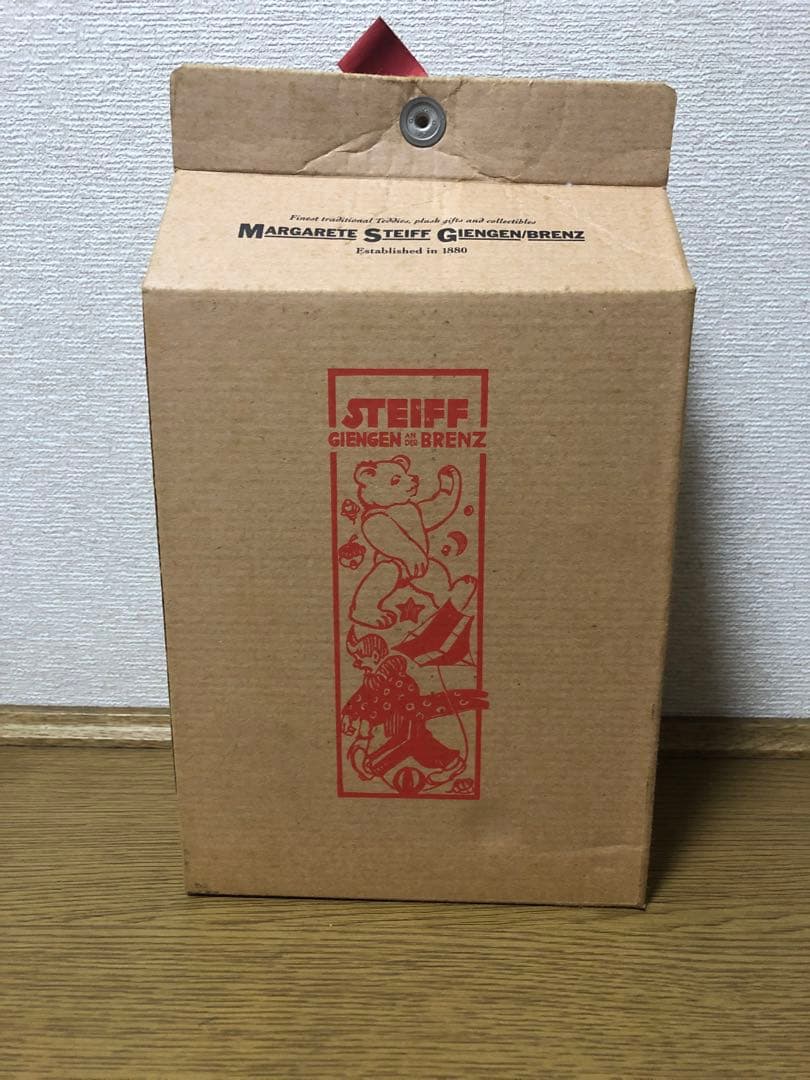 Finest traditional Teddies, plush gifts and collectibles
MARGARETE STEIFF GIENGEN/BRENZ
Established in 1880
STEIFF
GIENGEN AN DER BRENZ